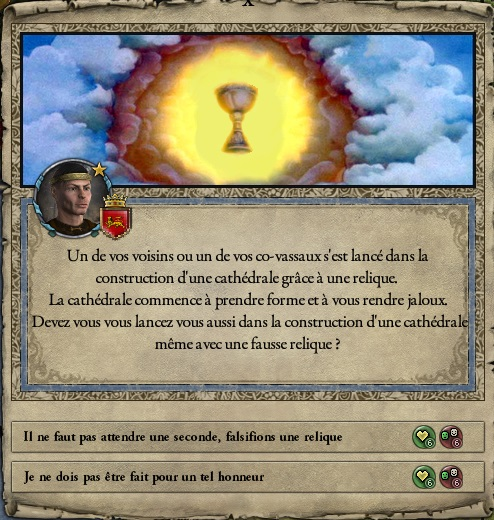 Un de vos voisins ou un de vos co-vassaux s'est lancé dans la
construction d'une cathédrale grâce à une relique.
La cathédrale commence à prendre forme et à vous rendre jaloux.
Devez vous vous lancez vous aussi dans la construction d'une cathédrale
même avec une fausse relique ?
Il ne faut pas attendre une seconde, falsifions une relique
6 6
Je ne dois pas être fait pour un tel honneur
6 6